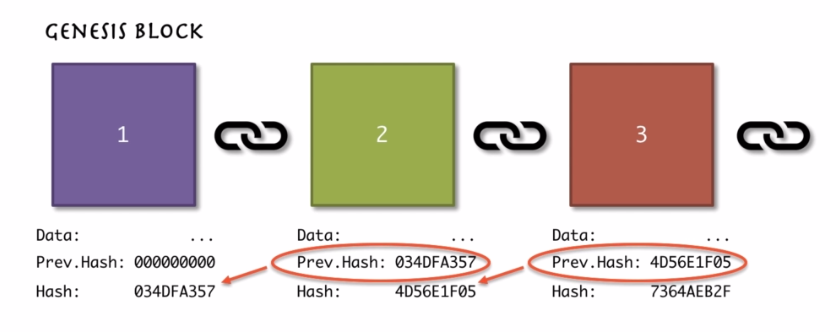 GENESIS BLOCK
1
2
3
Data: ...
Prev.Hash: 000000000
Hash: 034DFA357
Data: ...
Prev.Hash: 034DFA357
Hash: 4D56E1F05
Data: ...
Prev.Hash: 4D56E1F05
Hash: 7364AEB2F